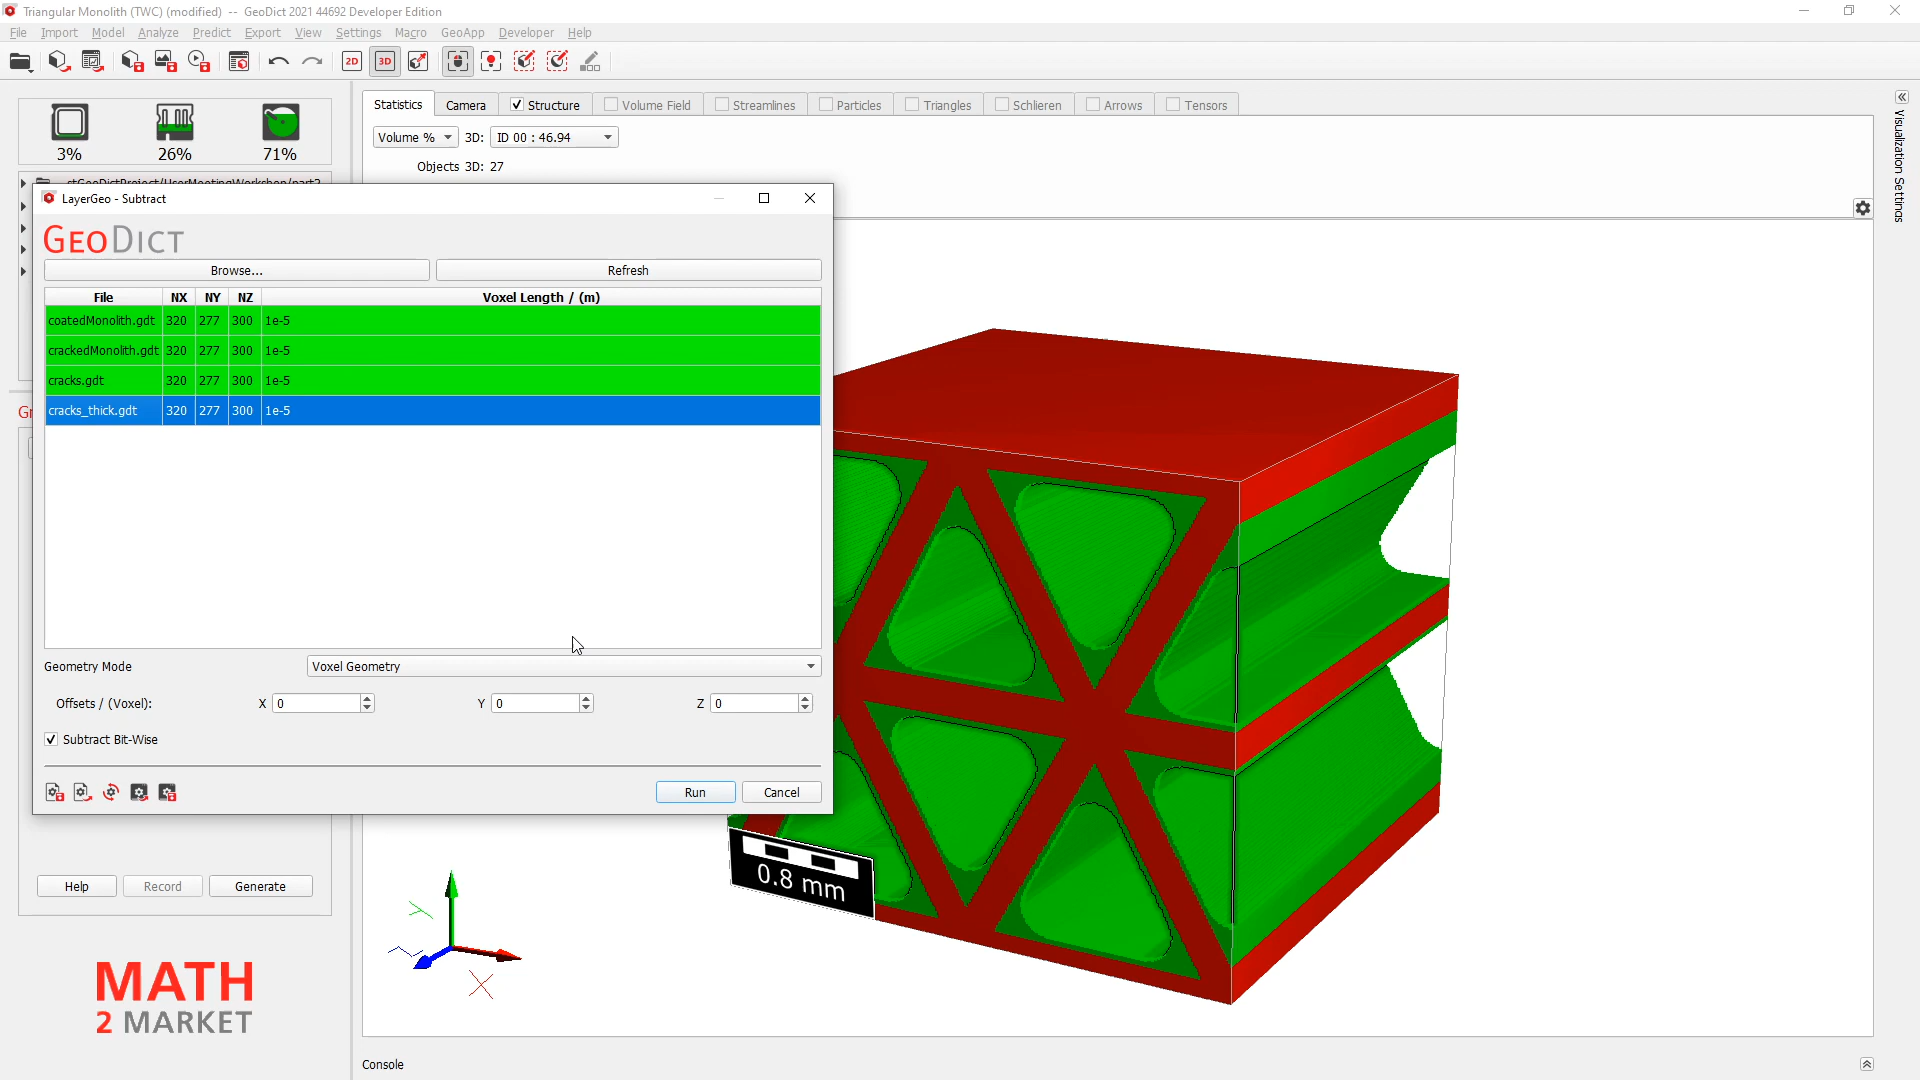 Triangular Monolith (TWC) (modified) -- GeoDict 2021 44692 Developer Edition
File Import Model Analyze Predict Export View Settings Macro GeoApp Developer Help
2D 3D
Statistics Camera Structure Volume Field Streamlines Particles Triangles Schlieren Arrows Tensors
3% 26% 71%
Volume % 3D: ID 00 : 46.94
Objects 3D: 27
Visualization Settings
LayerGeo - Subtract
GEODICT
Browse... Refresh
File NX NY NZ Voxel Length / (m)
coatedMonolith.gdt 320 277 300 1e-5
crackedMonolith.gdt 320 277 300 1e-5
cracks.gdt 320 277 300 1e-5
cracks_thick.gdt 320 277 300 1e-5
Geometry Mode Voxel Geometry
Offsets / (Voxel): X 0 Y 0 Z 0
Subtract Bit-Wise
Run Cancel
0.8 mm
Help Record Generate
Y
Z
X
MATH
2 MARKET
Console